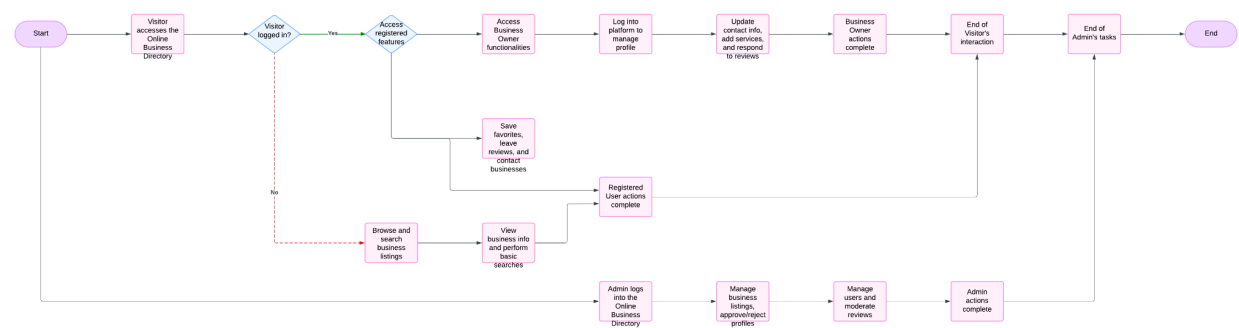 Start
Visitor
accesses the
Online
Business
Directory
Visitor
logged in?
Yes
Access
registered
features
Access
Business
Owner
functionalities
Log into
platform to
manage
profile
Update
contact info,
add services,
and respond
to reviews
Business
Owner
actions
complete
End of
Visitor's
interaction
End of
Admin's tasks
End
Save
favorites,
leave
reviews, and
contact
businesses
No
Registered
User actions
complete
Browse and
search
business
listings
View
business info
and perform
basic
searches
Admin logs
into the
Online
Business
Directory
Manage
business
listings,
approve/reject
profiles
Manage
users and
moderate
reviews
Admin
actions
complete